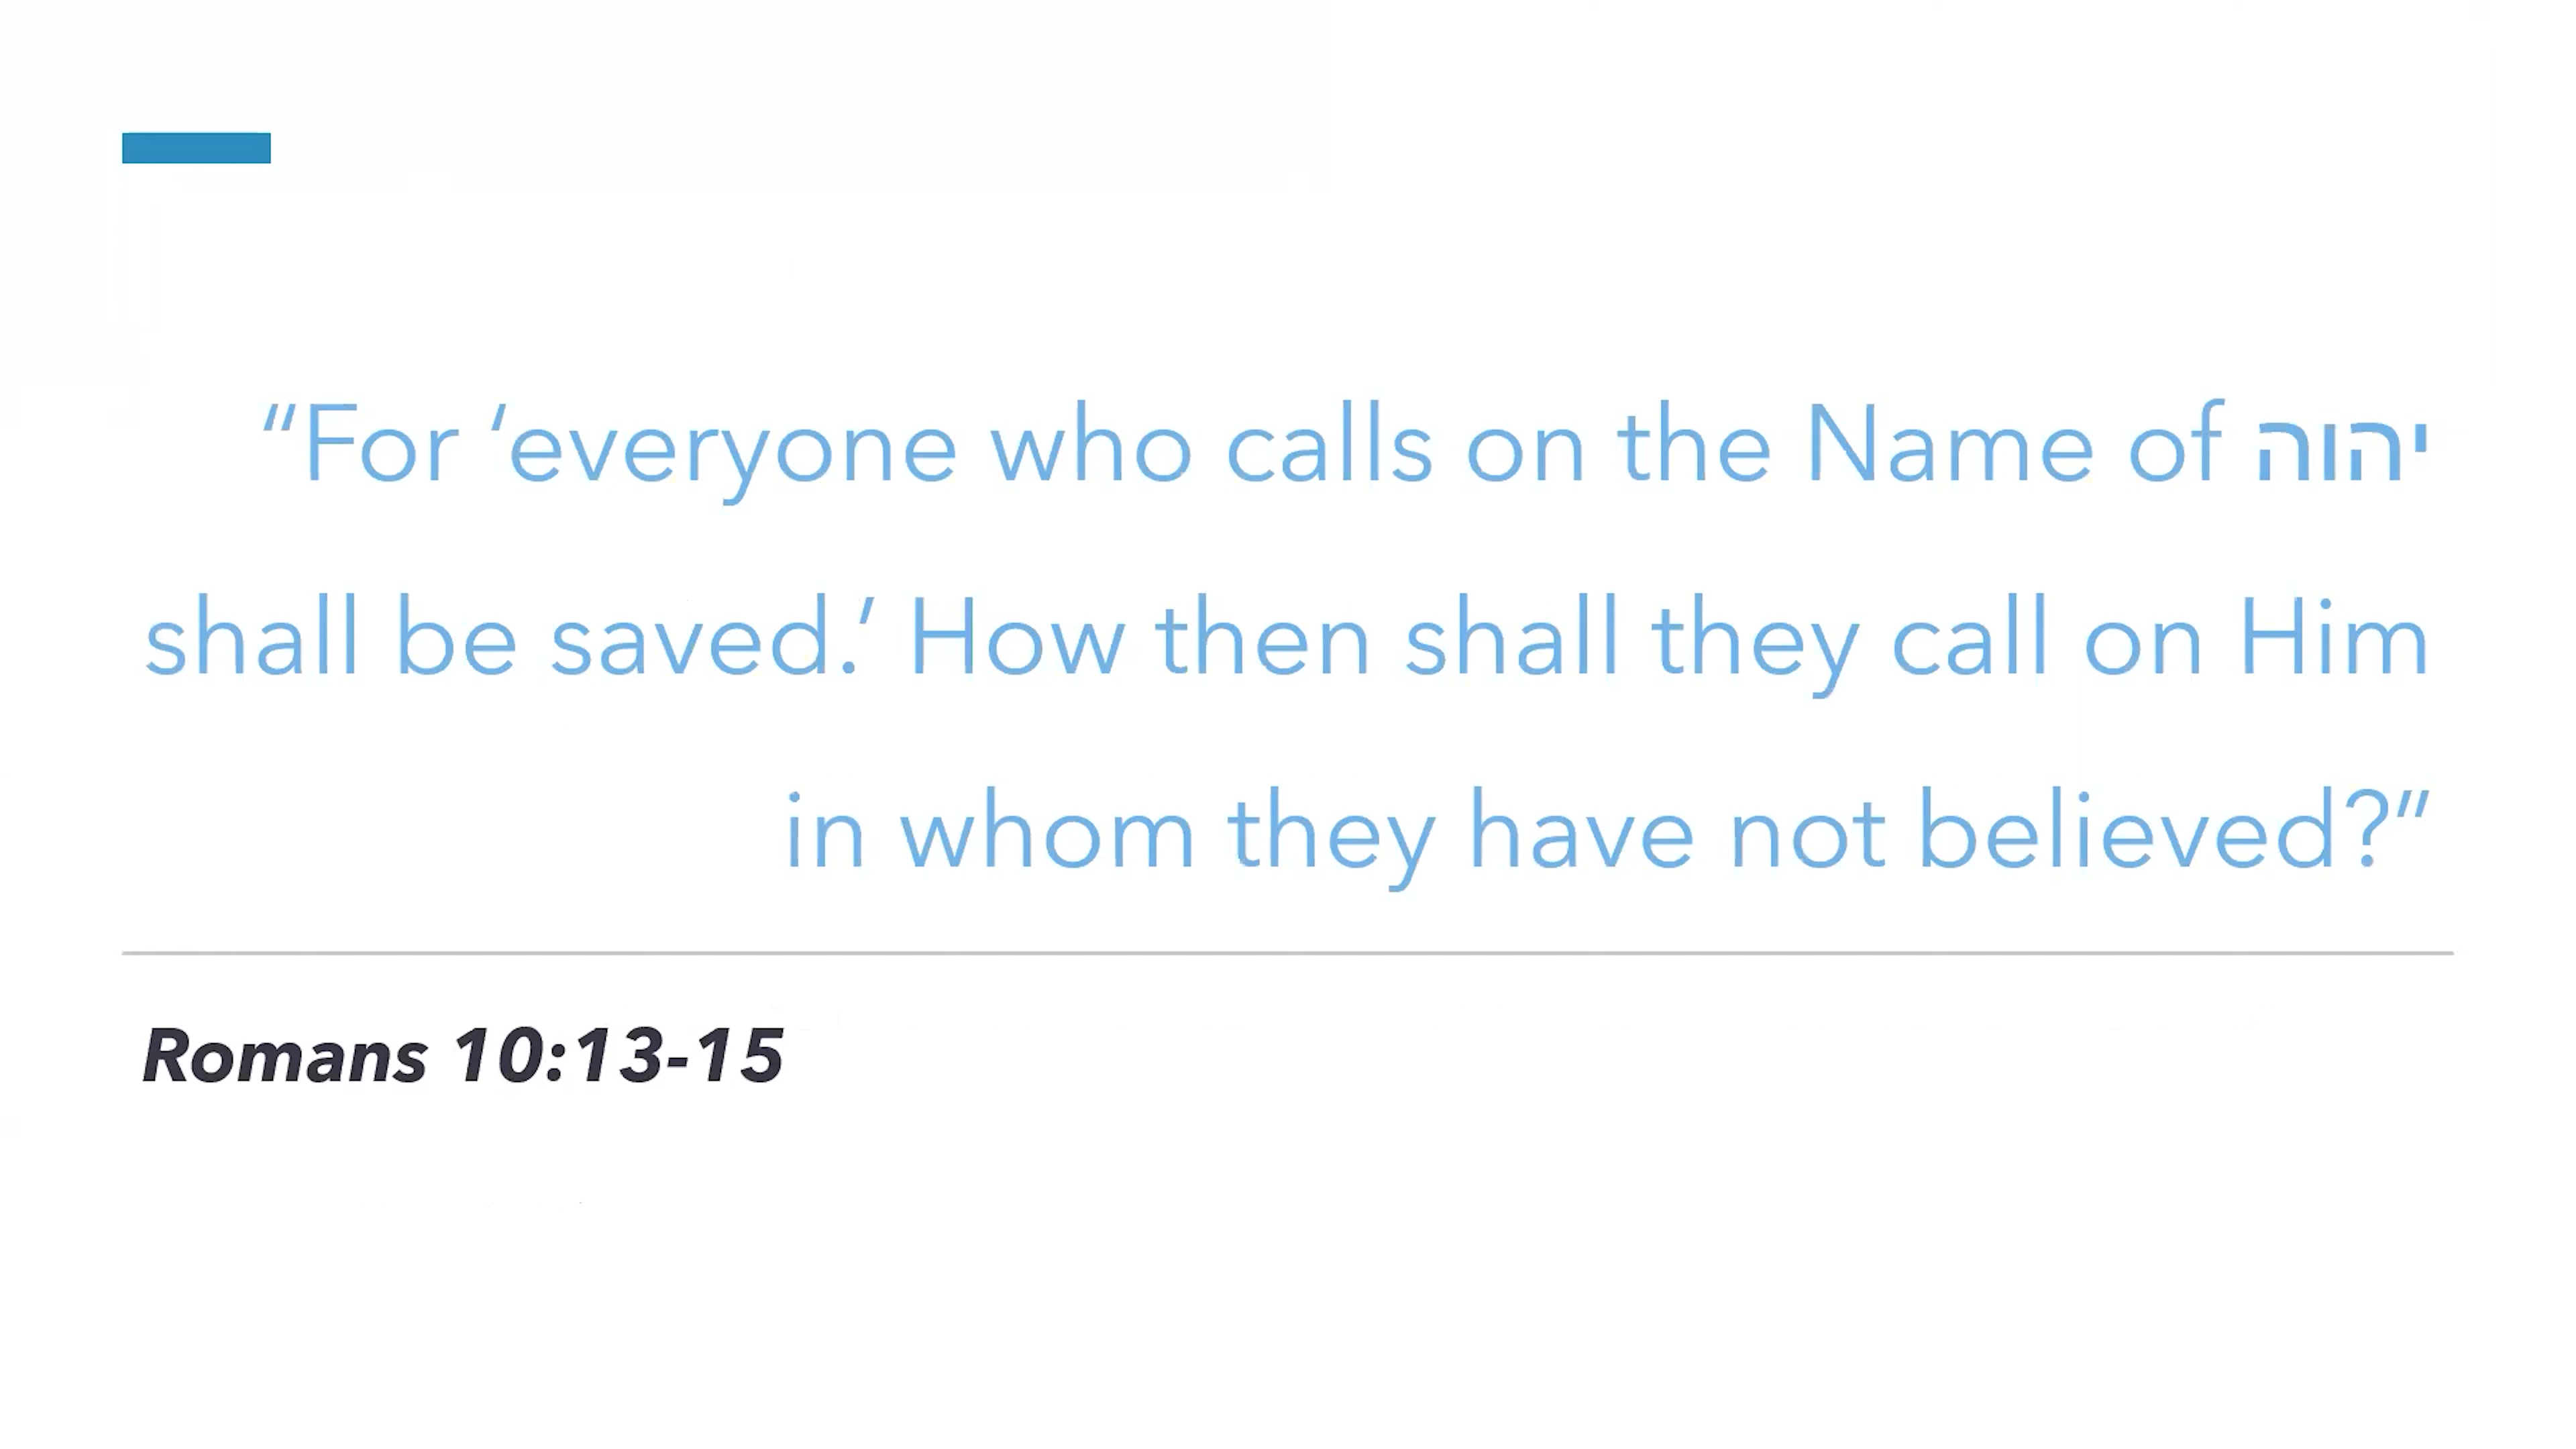 “For ‘everyone who calls on the Name of יהוה
shall be saved.’ How then shall they call on Him
in whom they have not believed?”
Romans 10:13-15